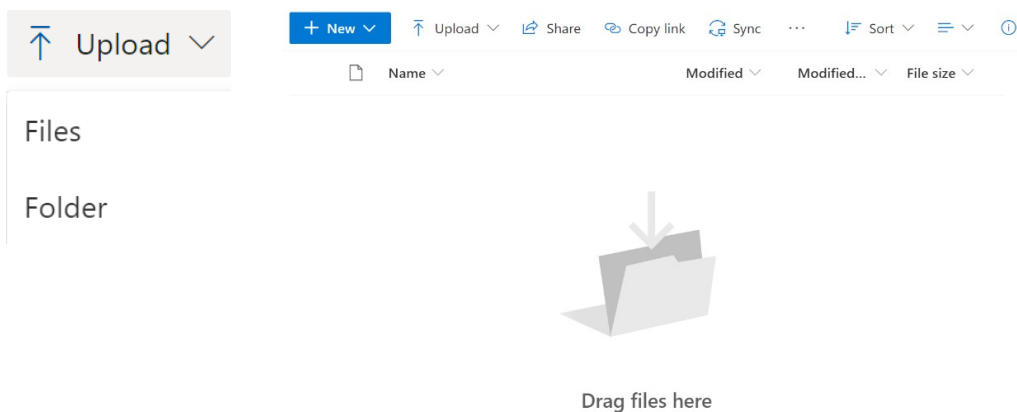 Upload
Files
Folder
+ New Upload Share Copy link Sync ... Sort
Name Modified Modified... File size
Drag files here